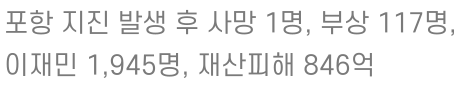 포항 지진 발생 후 사망 1명, 부상 117명,
이재민 1,945명, 재산피해 846억